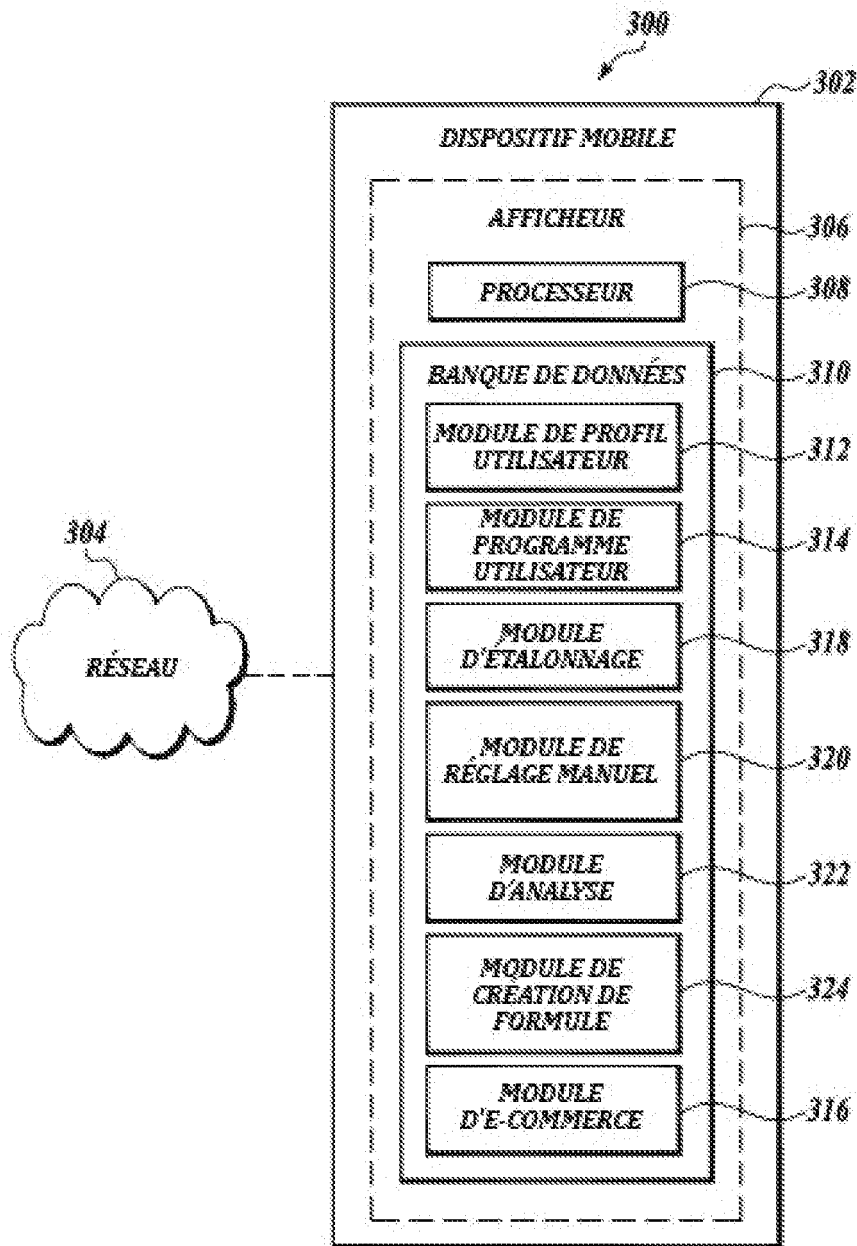 300
302
DISPOSITIF MOBILE
AFFICHEUR
306
PROCESSEUR
308
BANQUE DE DONNÉES
310
MODULE DE PROFIL
UTILISATEUR
312
MODULE DE
PROGRAMME
UTILISATEUR
314
304
RÉSEAU
MODULE
D'ÉTALONNAGE
318
MODULE DE
RÉGLAGE MANUEL
320
MODULE
D'ANALYSE
322
MODULE DE
CRÉATION DE
FORMULE
324
MODULE
D'E-COMMERCE
316